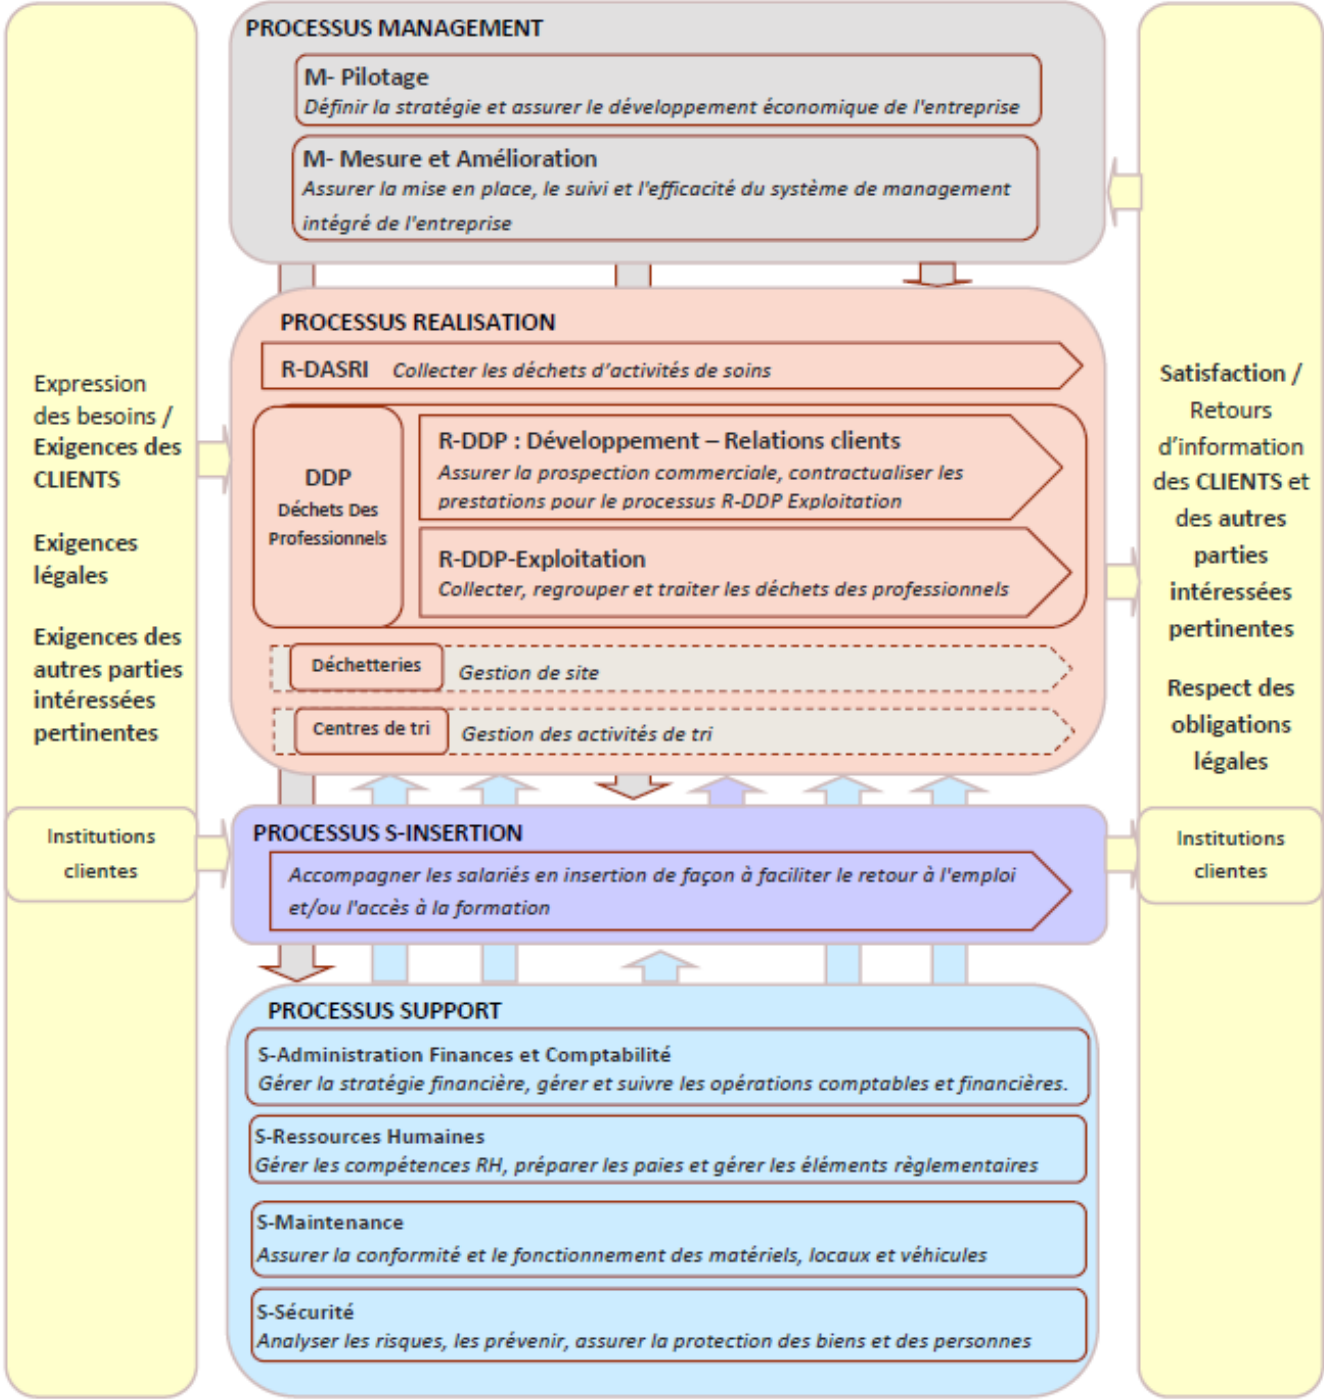 PROCESSUS MANAGEMENT
M- Pilotage
Définir la stratégie et assurer le développement économique de l'entreprise
M- Mesure et Amélioration
Assurer la mise en place, le suivi et l'efficacité du système de management
intégré de l'entreprise
Expression
des besoins /
Exigences des
CLIENTS
Exigences
légales
Exigences des
autres parties
intéressées
pertinentes
Institutions
clientes
PROCESSUS REALISATION
R-DASRI Collecter les déchets d'activités de soins
DDP
Déchets Des
Professionnels
R-DDP : Développement – Relations clients
Assurer la prospection commerciale, contractualiser les
prestations pour le processus R-DDP Exploitation
R-DDP-Exploitation
Collecter, regrouper et traiter les déchets des professionnels
Déchetteries Gestion de site
Centres de tri Gestion des activités de tri
PROCESSUS S-INSERTION
Accompagner les salariés en insertion de façon à faciliter le retour à l'emploi
et/ou l'accès à la formation
PROCESSUS SUPPORT
S-Administration Finances et Comptabilité
Gérer la stratégie financière, gérer et suivre les opérations comptables et financières.
S-Ressources Humaines
Gérer les compétences RH, préparer les paies et gérer les éléments règlementaires
S-Maintenance
Assurer la conformité et le fonctionnement des matériels, locaux et véhicules
S-Sécurité
Analyser les risques, les prévenir, assurer la protection des biens et des personnes
Satisfaction /
Retours
d'information
des CLIENTS et
des autres
parties
intéressées
pertinentes
Respect des
obligations
légales
Institutions
clientes